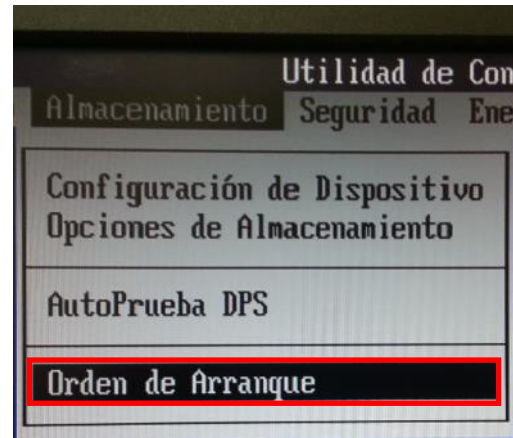 Utilidad de Con
Almacenamiento Seguridad Ene
Configuración de Dispositivo
Opciones de Almacenamiento
AutoPrueba DPS
Orden de Arranque